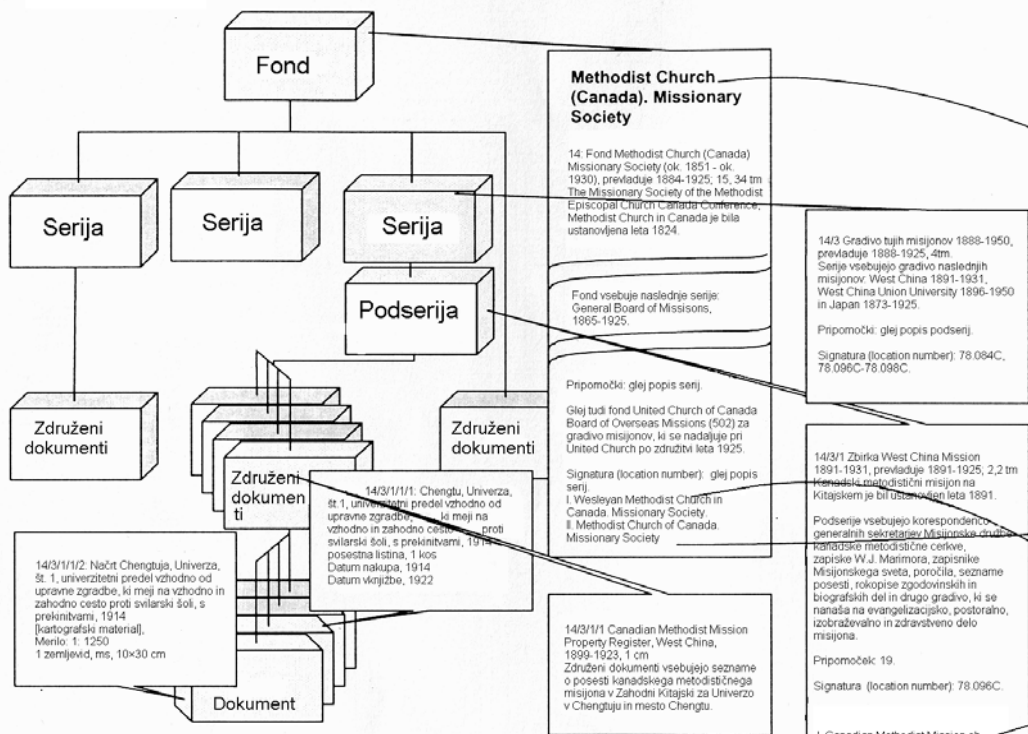 Fond
Serija
Serija
Serija
Podserija
Združeni
dokumenti
Združeni
dokumen
ti
Združeni
dokumenti
Dokument
Methodist Church
(Canada). Missionary
Society
14: Fond Methodist Church (Canada)
Missionary Society (ok. 1851 - ok.
1930), prevladuje 1884-1925; 15, 34 tm
The Missionary Society of the Methodist
Episcopal Church Canada Conference,
Methodist Church in Canada je bila
ustanovljena leta 1824.
Fond vsebuje naslednje serije:
General Board of Missisons,
1865-1925.
Pripomočki: glej popis serij.
Glej tudi fond United Church of Canada
Board of Overseas Missions (502) za
gradivo misijonov, ki se nadaljuje pri
United Church po združitvi leta 1925.
Signatura (location number): glej popis
serij.
I. Wesleyan Methodist Church in
Canada. Missionary Society.
II. Methodist Church of Canada.
Missionary Society
14/3 Gradivo tujih misijonov 1888-1950,
prevladuje 1888-1925, 4tm.
Serije vsebujejo gradivo naslednjih
misijonov: West China 1891-1931,
West China Union University 1896-1950
in Japan 1873-1925.
Pripomočki: glej popis podserij.
Signatura (location number): 78.084C,
78.096C-78.098C.
14/3/1 Zbirka West China Mission
1891-1931, prevladuje 1891-1925; 2,2 tm
Kanadski metodistični misijon na
Kitajskem je bil ustanovljen leta 1891.
Podserije vsebujejo korespondenco
generalnih sekretarjev Misijonske družbe
kanadske metodistične cerkve,
zapiske W.J. Marimora, zapisnike
Misijonskega sveta, poročila, sezname
posesti, rokopise zgodovinskih in
biografskih del in drugo gradivo, ki se
nanaša na evangelizacijsko, postoralno,
izobraževalno in zdravstveno delo
misijona.
Pripomoček: 19.
Signatura (location number): 78.096C.
14/3/1/1 Canadian Methodist Mission
Property Register, West China,
1899-1923, 1 cm
Združeni dokumenti vsebujejo sezname
o posesti kanadskega metodističnega
misijona v Zahodni Kitajski za Univerzo
v Chengtuju in mesto Chengtu.
14/3/1/1/1: Chengtu, Univerza,
št.1, univerzitetni predel vzhodno od
upravne zgradbe, ki meji na
vzhodno in zahodno cesto proti
svilarski šoli, s prekinitvami, 1914
posestna listina, 1 kos
Datum nakupa, 1914
Datum vknjižbe, 1922
14/3/1/1/2: Načrt Chengtuja, Univerza,
št. 1, univerzitetni predel vzhodno od
upravne zgradbe, ki meji na vzhodno in
zahodno cesto proti svilarski šoli, s
prekinitvami, 1914
[kartografski material],
Merilo: 1: 1250
1 zemljevid, ms, 10×30 cm